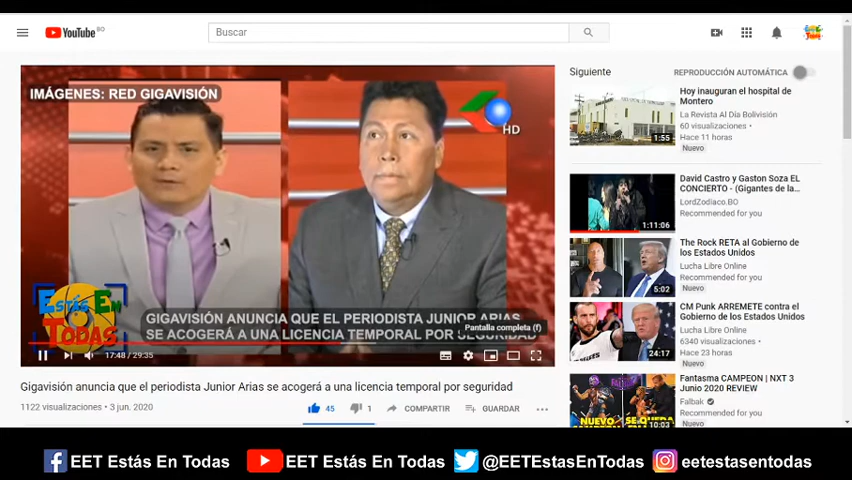 YouTube BO
Buscar
IMÁGENES: RED GIGAVISIÓN
HD
ESTÁS EN
TODAS
GIGAVISIÓN ANUNCIA QUE EL PERIODISTA JUNIOR ARIAS
SE ACOGERÁ A UNA LICENCIA TEMPORAL POR SEGURIDAD
Pantalla completa (f)
17:48 / 29:35
Gigavisión anuncia que el periodista Junior Arias se acogerá a una licencia temporal por seguridad
1122 visualizaciones • 3 jun. 2020
45
1
COMPARTIR
GUARDAR
Siguiente
REPRODUCCIÓN AUTOMÁTICA
1:55
Hoy inauguran el hospital de
Montero
La Revista Al Día Bolivisión
60 visualizaciones •
Hace 11 horas
Nuevo
1:11:06
David Castro y Gaston Soza EL
CONCIERTO - (Gigantes de la...
LordZodiaco.BO
Recommended for you
5:02
The Rock RETA al Gobierno de
los Estados Unidos
Lucha Libre Online
Recommended for you
Nuevo
24:17
CM Punk ARREMETE contra el
Gobierno de los Estados Unidos
Lucha Libre Online
6340 visualizaciones •
Hace 23 horas
Nuevo
NUEVO
SE QUEDA
10:03
Fantasma CAMPEON | NXT 3
Junio 2020 REVIEW
Falbak
Recommended for you
Nuevo
EET Estás En Todas
EET Estás En Todas
@EETEstasEnTodas
eetestasentodas